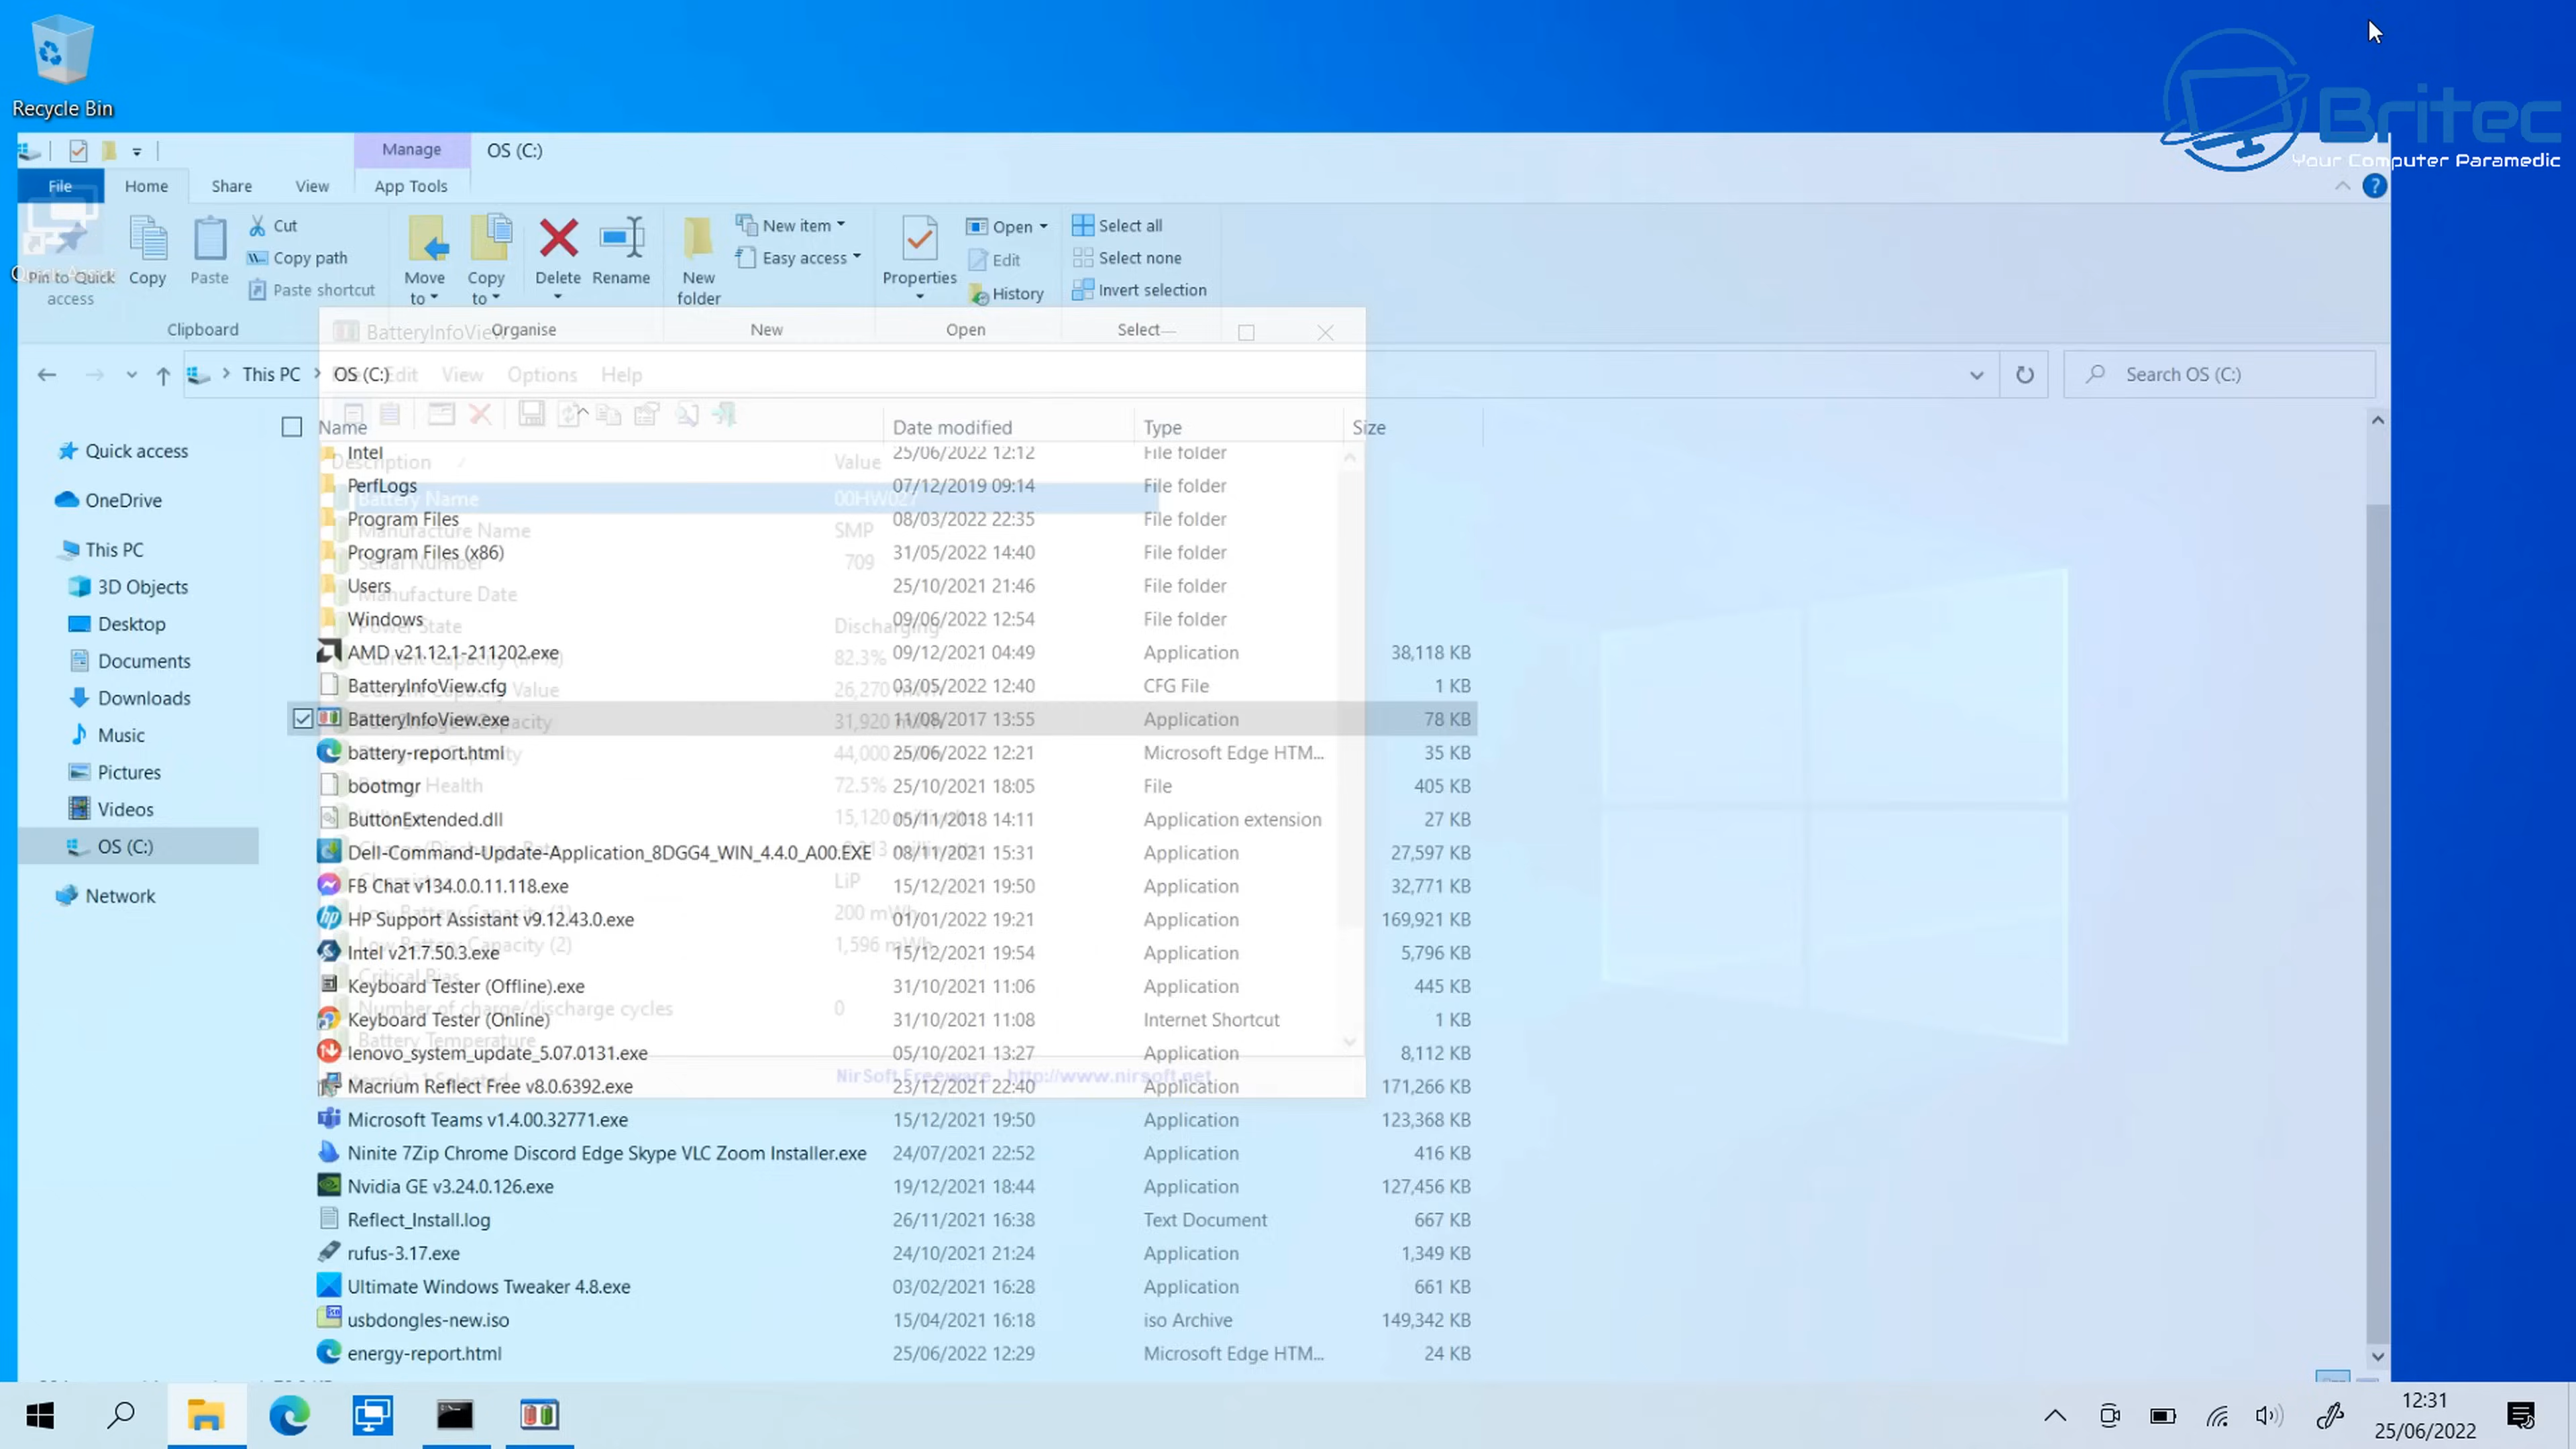 Recycle Bin
Britec
Your Computer Paramedic
Manage
OS (C:)
File
Home
Share
View
App Tools
Pin to Quick access
Copy
Paste
Cut
Copy path
Paste shortcut
Move to
Copy to
Delete
Rename
New folder
New item
Easy access
Properties
Open
Edit
History
Select all
Select none
Invert selection
Clipboard
Organise
New
Open
Select
BatteryInfoView
This PC
OS (C:)
Edit
View
Options
Help
Search OS (C:)
Name
Date modified
Type
Size
Description
Value
Quick access
OneDrive
This PC
3D Objects
Desktop
Documents
Downloads
Music
Pictures
Videos
OS (C:)
Network
Intel 25/06/2022 12:12 File folder
PerfLogs 07/12/2019 09:14 File folder
Program Files 08/03/2022 22:35 File folder
Program Files (x86) 31/05/2022 14:40 File folder
Users 25/10/2021 21:46 File folder
Windows 09/06/2022 12:54 File folder
AMD v21.12.1-211202.exe 09/12/2021 04:49 Application 38,118 KB
BatteryInfoView.cfg 03/05/2022 12:40 CFG File 1 KB
BatteryInfoView.exe 11/08/2017 13:55 Application 78 KB
battery-report.html 25/06/2022 12:21 Microsoft Edge HTM... 35 KB
bootmgr 25/10/2021 18:05 File 405 KB
ButtonExtended.dll 05/11/2018 14:11 Application extension 27 KB
Dell-Command-Update-Application_8DGG4_WIN_4.4.0_A00.EXE 08/11/2021 15:31 Application 27,597 KB
FB Chat v134.0.0.11.118.exe 15/12/2021 19:50 Application 32,771 KB
HP Support Assistant v9.12.43.0.exe 01/01/2022 19:21 Application 169,921 KB
Intel v21.7.50.3.exe 15/12/2021 19:54 Application 5,796 KB
Keyboard Tester (Offline).exe 31/10/2021 11:06 Application 445 KB
Keyboard Tester (Online) 31/10/2021 11:08 Internet Shortcut 1 KB
lenovo_system_update_5.07.0131.exe 05/10/2021 13:27 Application 8,112 KB
Macrium Reflect Free v8.0.6392.exe 23/12/2021 22:40 Application 171,266 KB
Microsoft Teams v1.4.00.32771.exe 15/12/2021 19:50 Application 123,368 KB
Ninite 7Zip Chrome Discord Edge Skype VLC Zoom Installer.exe 24/07/2021 22:52 Application 416 KB
Nvidia GE v3.24.0.126.exe 19/12/2021 18:44 Application 127,456 KB
Reflect_Install.log 26/11/2021 16:38 Text Document 667 KB
rufus-3.17.exe 24/10/2021 21:24 Application 1,349 KB
Ultimate Windows Tweaker 4.8.exe 03/02/2021 16:28 Application 661 KB
usbdongles-new.iso 15/04/2021 16:18 iso Archive 149,342 KB
energy-report.html 25/06/2022 12:29 Microsoft Edge HTM... 24 KB
Battery Name 00HW027
Manufacture Name SMP
Serial Number 709
Manufacture Date
Power State Discharging
82.3%
26,270
Capacity 31,920
44,000
Health 72.5%
15,120
LiP
Low Battery Capacity (1) 200 mWh
Low Battery Capacity (2) 1,596 mWh
Critical Bias
Number of charge/discharge cycles 0
Battery Temperature
1 Selected
NirSoft Freeware. http://www.nirsoft.net
12:31
25/06/2022